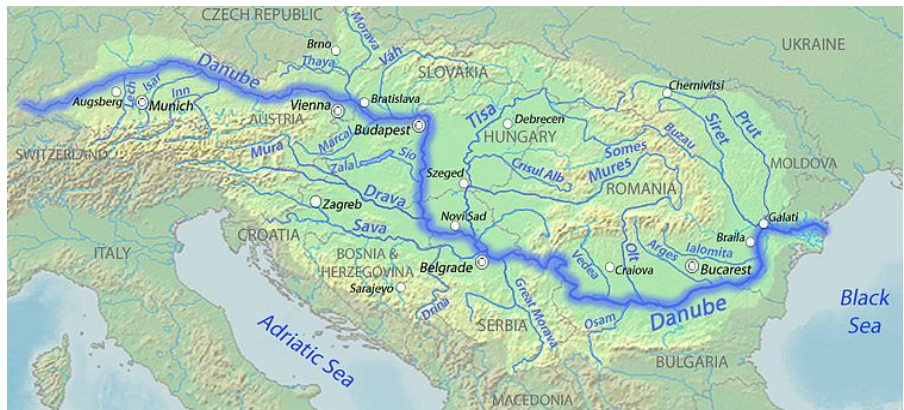 CZECH REPUBLIC
Morava
UKRAINE
Brno
Váh
Thaya
Danube
SLOVAKIA
Chernivitsi
Isar
Inn
Lech
Augsberg
Munich
Vienna
Bratislava
AUSTRIA
Budapest
Tisa
Debrecen
HUNGARY
Siret
Prut
Buzau
Marcal
Sio
Zala
Mura
SWITZERLAND
Szeged
Crisul Alb
Somes
Mures
MOLDOVA
ROMANIA
Drava
Zagreb
Novi Sad
Galati
Sava
Braila
ITALY
CROATIA
BOSNIA &
HERZEGOVINA
Belgrade
Olt
Arges
Ialomita
Vedea
Craiova
Bucarest
Sarajevo
Drina
Great Morava
Danube
Black
Sea
Adriatic Sea
SERBIA
Osam
BULGARIA
MACEDONIA